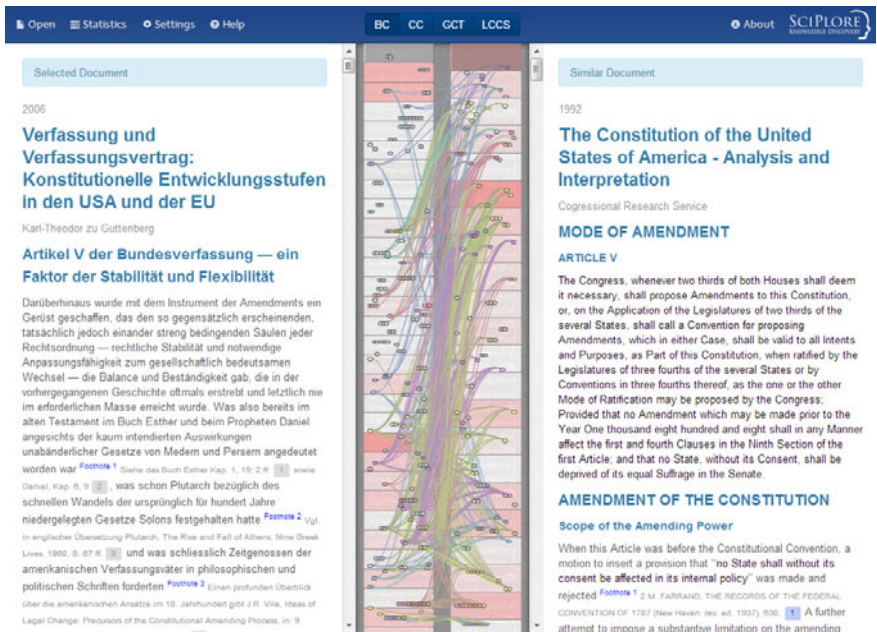 Open Statistics Settings Help BC CC GCT LCCS About SCIPLORE
KNOWLEDGE DISCOVERY
Selected Document
2006
Verfassung und
Verfassungsvertrag:
Konstitutionelle Entwicklungsstufen
in den USA und der EU
Karl-Theodor zu Guttenberg
Artikel V der Bundesverfassung — ein
Faktor der Stabilität und Flexibilität
Darüberhinaus wurde mit dem Instrument der Amendments ein
Gerüst geschaffen, das den so gegensätzlich erscheinenden,
tatsächlich jedoch einander streng bedingenden Säulen jeder
Rechtsordnung — rechtliche Stabilität und notwendige
Anpassungsfähigkeit zum gesellschaftlich bedeutsamen
Wechsel — die Balance und Beständigkeit gab, die in der
vorhergegangenen Geschichte oftmals erstrebt und letztlich nie
im erforderlichen Masse erreicht wurde. Was also bereits im
alten Testament im Buch Esther und beim Propheten Daniel
angesichts der kaum intendierten Auswirkungen
unabänderlicher Gesetze von Medern und Persern angedeutet
worden war Footnote 1 Siehe das Buch Esther Kap. 1, 19; 2 ff. 1 sowie
Daniel, Kap. 6, 9 2 , was schon Plutarch bezüglich des
schnellen Wandels der ursprünglich für hundert Jahre
niedergelegten Gesetze Solons festgehalten hatte Footnote 2 Vgl.
in englischer Übersetzung Plutarch, The Rise and Fall of Athens. Nine Greek
Lives, 1960, S. 67 ff. 3 und was schliesslich Zeitgenossen der
amerikanischen Verfassungsväter in philosophischen und
politischen Schriften forderten Footnote 3 Einen profunden Überblick
über die amerikanischen Ansätze im 18. Jahrhundert gibt J.R. Vile, Ideas of
Legal Change: Precursors of the Constitutional Amending Process, in: 9
Similar Document
1992
The Constitution of the United
States of America - Analysis and
Interpretation
Cogressional Research Service
MODE OF AMENDMENT
ARTICLE V
The Congress, whenever two thirds of both Houses shall deem
it necessary, shall propose Amendments to this Constitution,
or, on the Application of the Legislatures of two thirds of the
several States, shall call a Convention for proposing
Amendments, which in either Case, shall be valid to all Intents
and Purposes, as Part of this Constitution, when ratified by the
Legislatures of three fourths of the several States or by
Conventions in three fourths thereof, as the one or the other
Mode of Ratification may be proposed by the Congress;
Provided that no Amendment which may be made prior to the
Year One thousand eight hundred and eight shall in any Manner
affect the first and fourth Clauses in the Ninth Section of the
first Article; and that no State, without its Consent, shall be
deprived of its equal Suffrage in the Senate.
AMENDMENT OF THE CONSTITUTION
Scope of the Amending Power
When this Article was before the Constitutional Convention, a
motion to insert a provision that "no State shall without its
consent be affected in its internal policy" was made and
rejected Footnote 1 2 M. FARRAND, THE RECORDS OF THE FEDERAL
CONVENTION OF 1787 (New Haven: rev. ed. 1937), 630. 1 A further
attempt to impose a substantive limitation on the amending